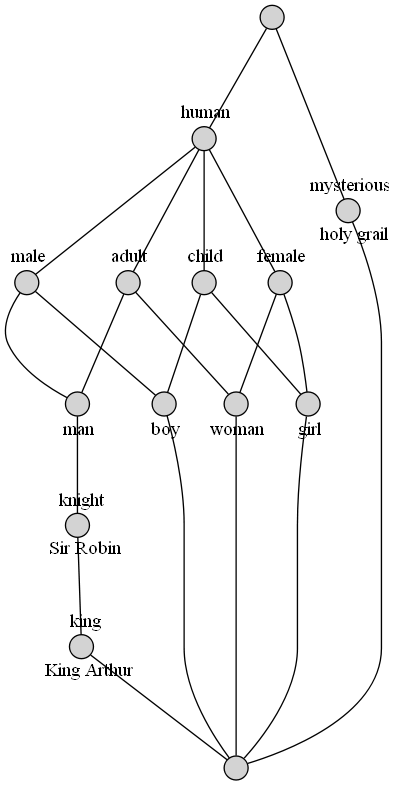 human
mysterious
holy grail
male
adult
child
female
man
boy
woman
girl
knight
Sir Robin
king
King Arthur